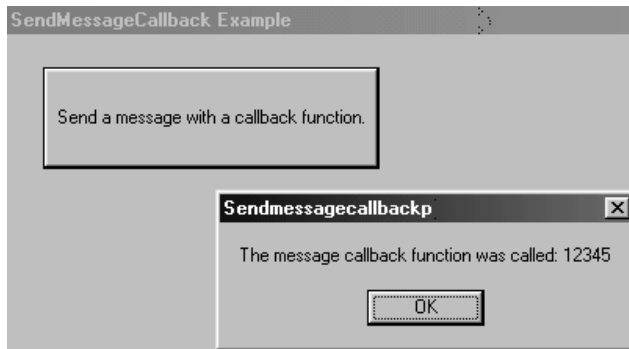 SendMessageCallback Example
Send a message with a callback function.
Sendmessagecallbackp
The message callback function was called: 12345
OK